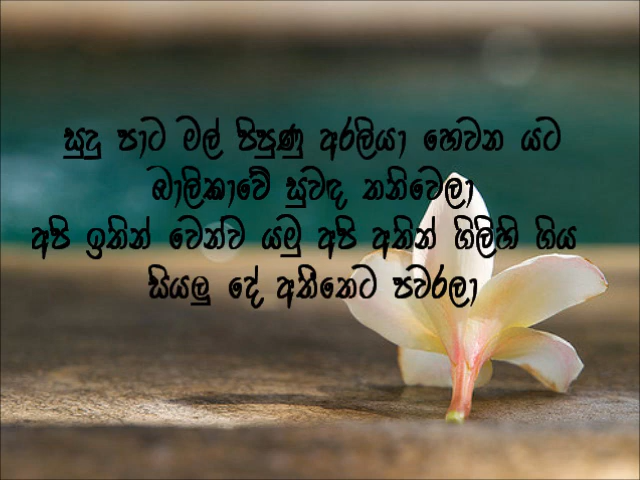 සුදු පාට මල් පිපුණු අරලියා හෙවන යට
ඔාලිකාවේ සුවඳ තනිවෙලා
අපි ඉතින් වෙන්ව යමු අපි අතින් ගිලිහි ගිය
සියලු දේ අතීතෙට පවරලා